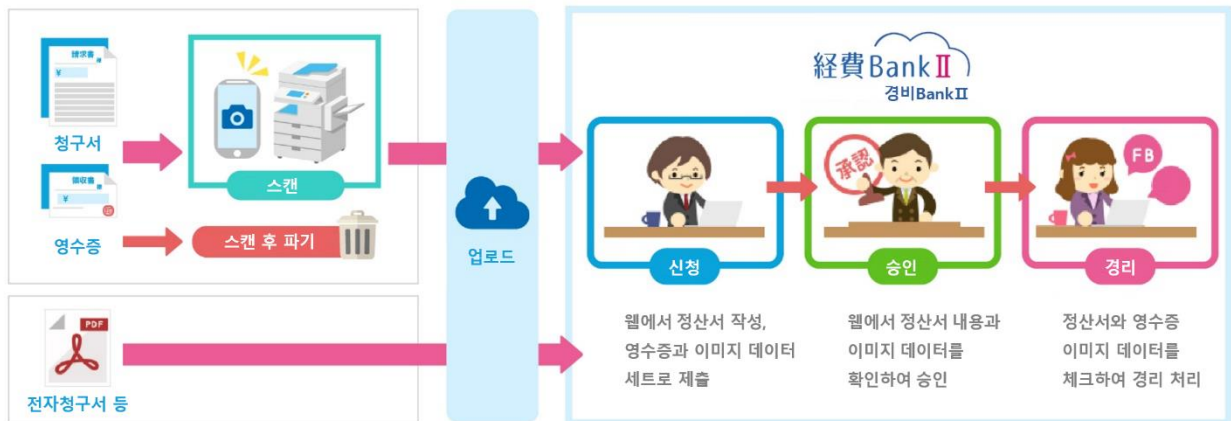 請求書
¥
청구서
領収書
¥
영수증
스캔
스캔 후 파기
PDF
전자청구서 등
업로드
経費BankⅡ
경비BankⅡ
신청
承認
승인
FB
경리
웹에서 정산서 작성,
영수증과 이미지 데이터
세트로 제출
웹에서 정산서 내용과
이미지 데이터를
확인하여 승인
정산서와 영수증
이미지 데이터를
체크하여 경리 처리